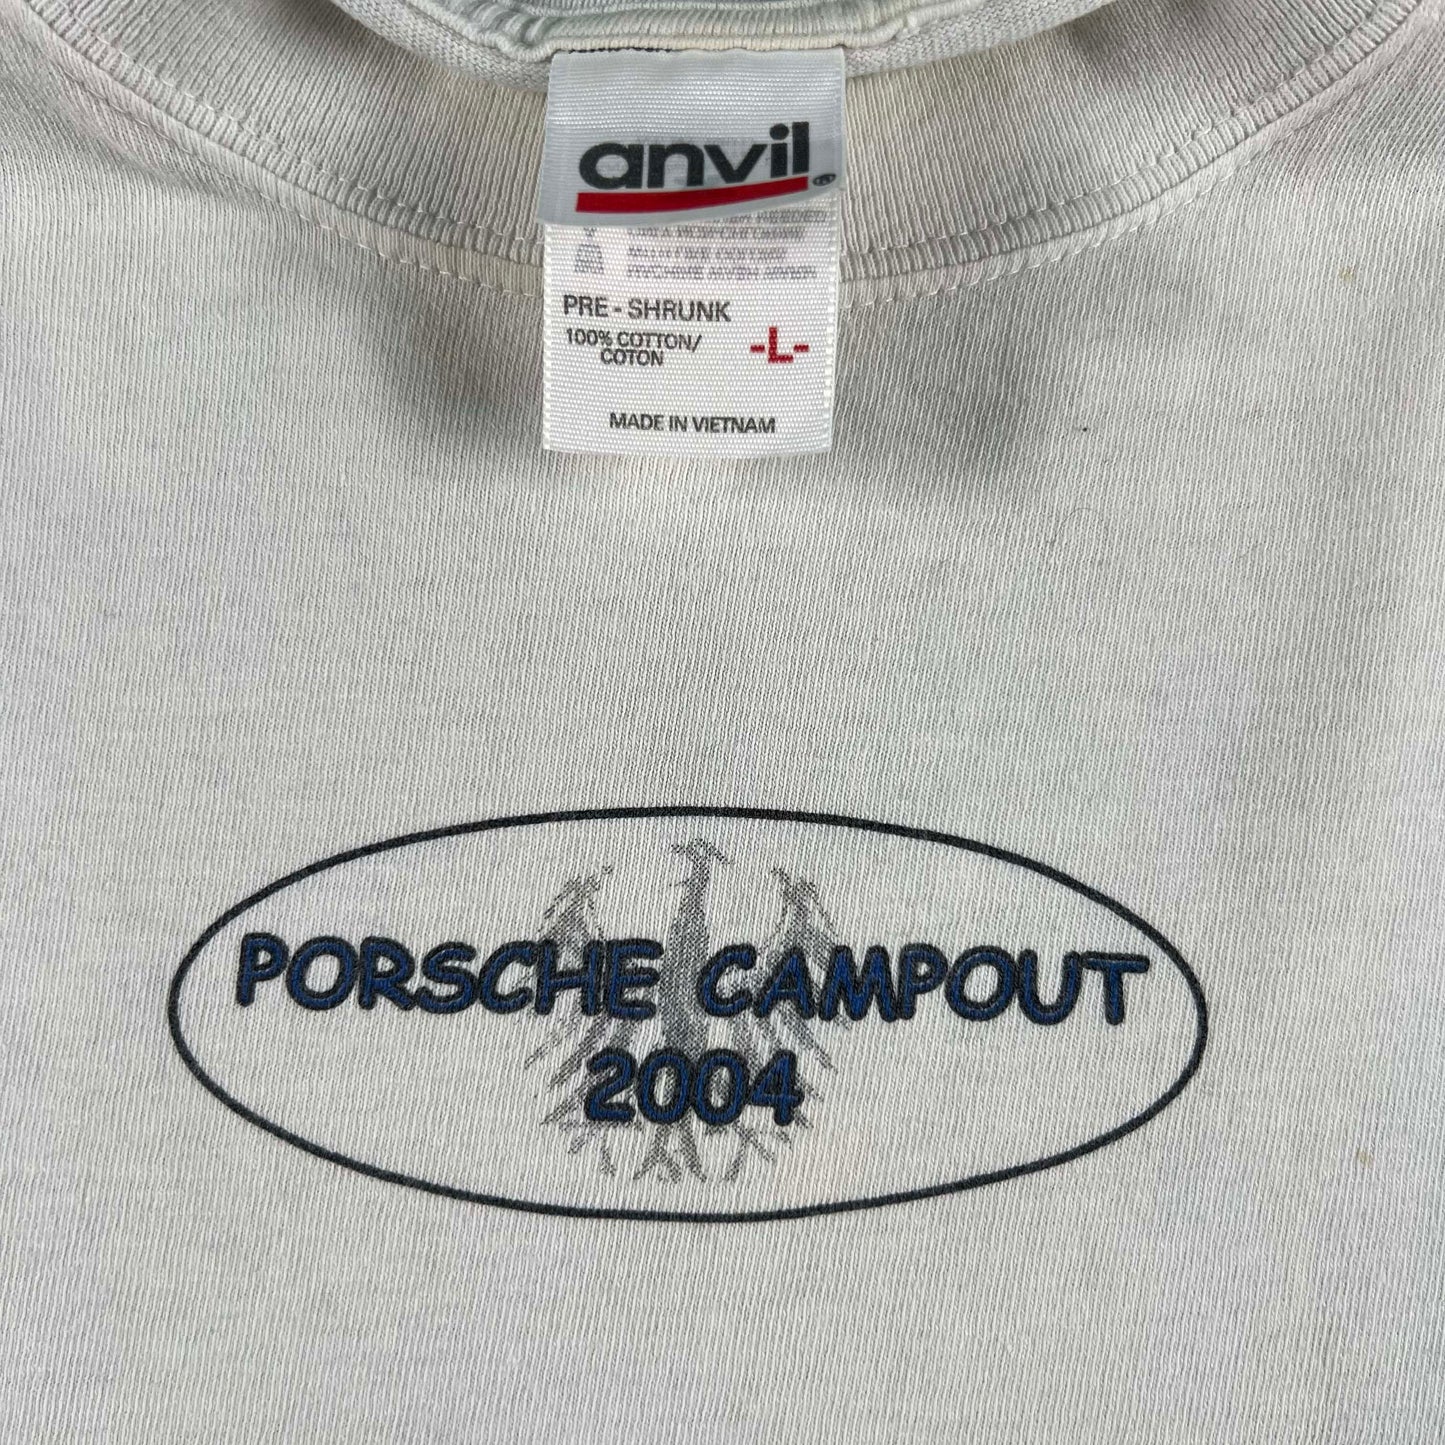 anvil®
PRE - SHRUNK
100% COTTON/
COTON
-L-
MADE IN VIETNAM
PORSCHE CAMPOUT
2004